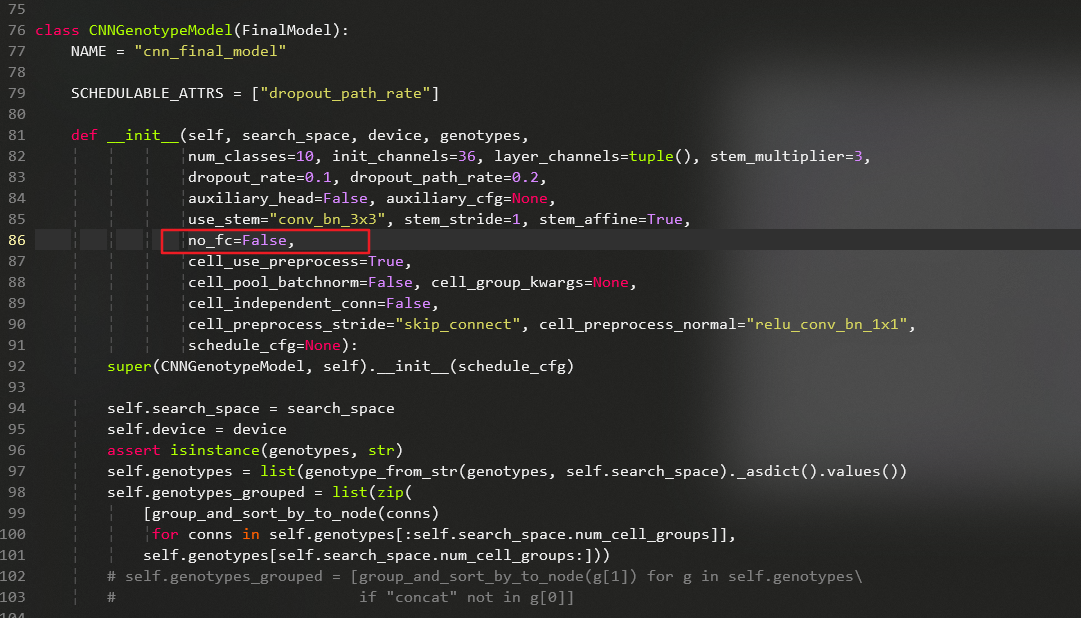 75
76 class CNNGenotypeModel(FinalModel):
77     NAME = "cnn_final_model"
78
79     SCHEDULABLE_ATTRS = ["dropout_path_rate"]
80
81     def __init__(self, search_space, device, genotypes,
82                  num_classes=10, init_channels=36, layer_channels=tuple(), stem_multiplier=3,
83                  dropout_rate=0.1, dropout_path_rate=0.2,
84                  auxiliary_head=False, auxiliary_cfg=None,
85                  use_stem="conv_bn_3x3", stem_stride=1, stem_affine=True,
86                  no_fc=False,
87                  cell_use_preprocess=True,
88                  cell_pool_batchnorm=False, cell_group_kwargs=None,
89                  cell_independent_conn=False,
90                  cell_preprocess_stride="skip_connect", cell_preprocess_normal="relu_conv_bn_1x1",
91                  schedule_cfg=None):
92         super(CNNGenotypeModel, self).__init__(schedule_cfg)
93
94         self.search_space = search_space
95         self.device = device
96         assert isinstance(genotypes, str)
97         self.genotypes = list(genotype_from_str(genotypes, self.search_space)._asdict().values())
98         self.genotypes_grouped = list(zip(
99             [group_and_sort_by_to_node(conns)
100              for conns in self.genotypes[:self.search_space.num_cell_groups]],
101             self.genotypes[self.search_space.num_cell_groups:]))
102         # self.genotypes_grouped = [group_and_sort_by_to_node(g[1]) for g in self.genotypes\
103         #                           if "concat" not in g[0]]
104